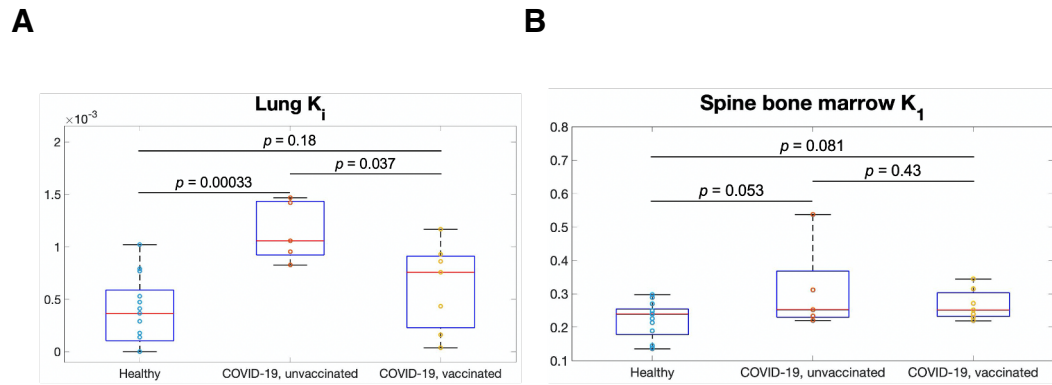 A
B
Lung Ki
×10-3
2
1.5
1
0.5
0
p = 0.18
p = 0.037
p = 0.00033
Healthy
COVID-19, unvaccinated
COVID-19, vaccinated
Spine bone marrow K1
0.8
0.7
0.6
0.5
0.4
0.3
0.2
0.1
p = 0.081
p = 0.43
p = 0.053
Healthy
COVID-19, unvaccinated
COVID-19, vaccinated